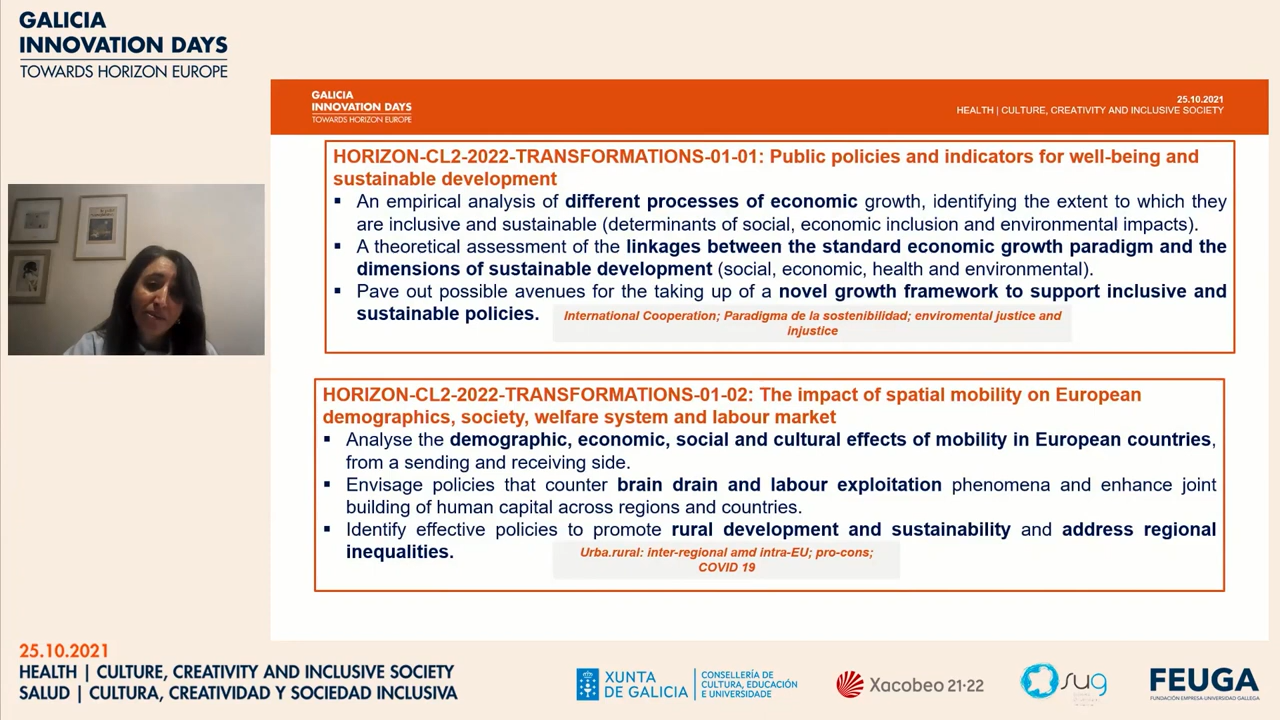 GALICIA
INNOVATION DAYS
TOWARDS HORIZON EUROPE
GALICIA
INNOVATION DAYS
TOWARDS HORIZON EUROPE
25.10.2021
HEALTH | CULTURE, CREATIVITY AND INCLUSIVE SOCIETY
HORIZON-CL2-2022-TRANSFORMATIONS-01-01: Public policies and indicators for well-being and
sustainable development
▪ An empirical analysis of different processes of economic growth, identifying the extent to which they
are inclusive and sustainable (determinants of social, economic inclusion and environmental impacts).
▪ A theoretical assessment of the linkages between the standard economic growth paradigm and the
dimensions of sustainable development (social, economic, health and environmental).
▪ Pave out possible avenues for the taking up of a novel growth framework to support inclusive and
sustainable policies.
International Cooperation; Paradigma de la sostenibilidad; enviromental justice and
injustice
HORIZON-CL2-2022-TRANSFORMATIONS-01-02: The impact of spatial mobility on European
demographics, society, welfare system and labour market
▪ Analyse the demographic, economic, social and cultural effects of mobility in European countries,
from a sending and receiving side.
▪ Envisage policies that counter brain drain and labour exploitation phenomena and enhance joint
building of human capital across regions and countries.
▪ Identify effective policies to promote rural development and sustainability and address regional
inequalities.
Urba.rural: inter-regional amd intra-EU; pro-cons;
COVID 19
25.10.2021
HEALTH | CULTURE, CREATIVITY AND INCLUSIVE SOCIETY
SALUD | CULTURA, CREATIVIDAD Y SOCIEDAD INCLUSIVA
XUNTA
DE GALICIA
CONSELLERÍA
DE CULTURA, EDUCACIÓN
E UNIVERSIDADE
Xacobeo 21·22
sug
FEUGA
FUNDACIÓN EMPRESA-UNIVERSIDAD GALLEGA